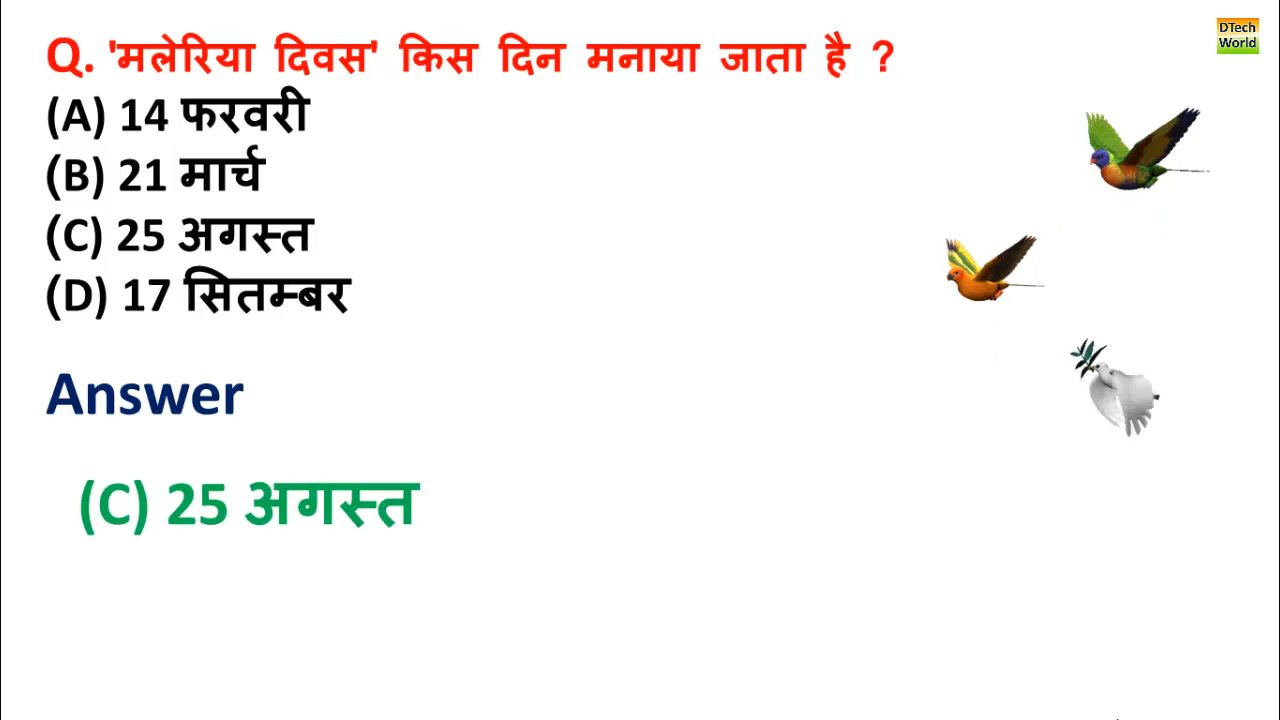 DTech
World
Q. 'मलेरिया दिवस' किस दिन मनाया जाता है ?
(A) 14 फरवरी
(B) 21 मार्च
(C) 25 अगस्त
(D) 17 सितम्बर
Answer
(C) 25 अगस्त